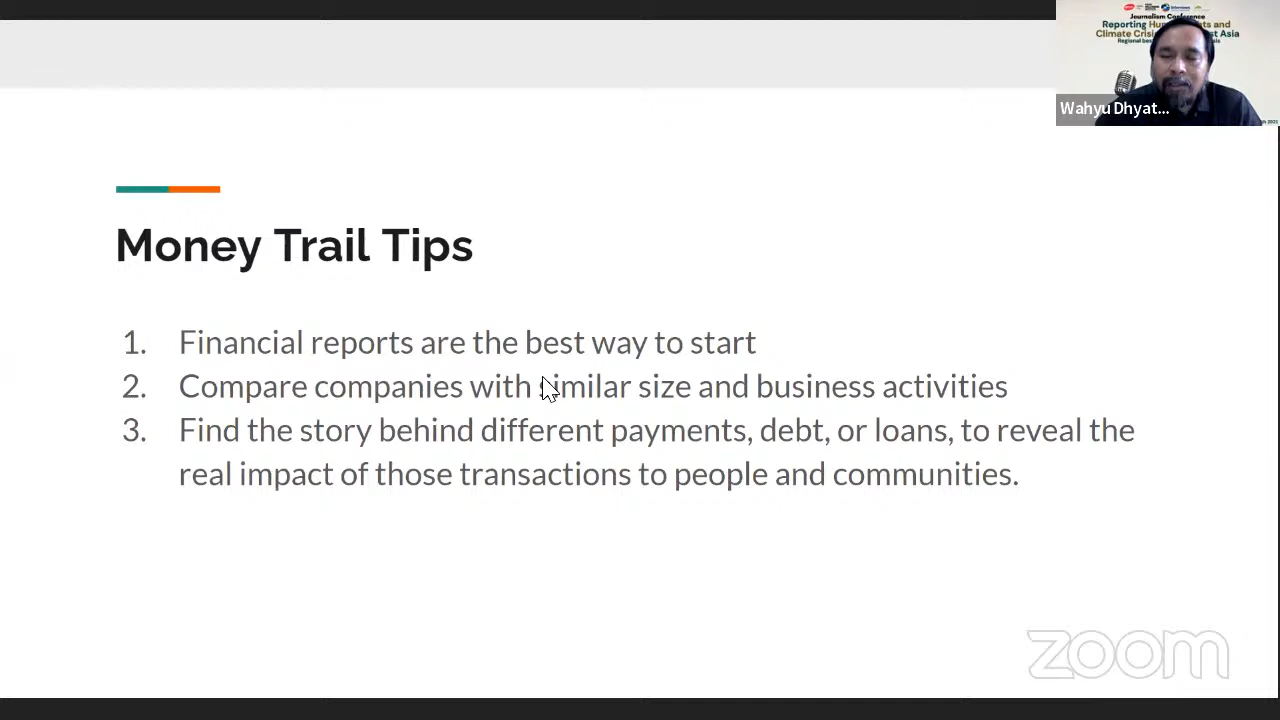 Journalism Conference
Reporting Hum
ts and
Climate Crisi
st Asia
Wahyu Dhyat...
Money Trail Tips
1. Financial reports are the best way to start
2. Compare companies with similar size and business activities
3. Find the story behind different payments, debt, or loans, to reveal the
real impact of those transactions to people and communities.
zoom